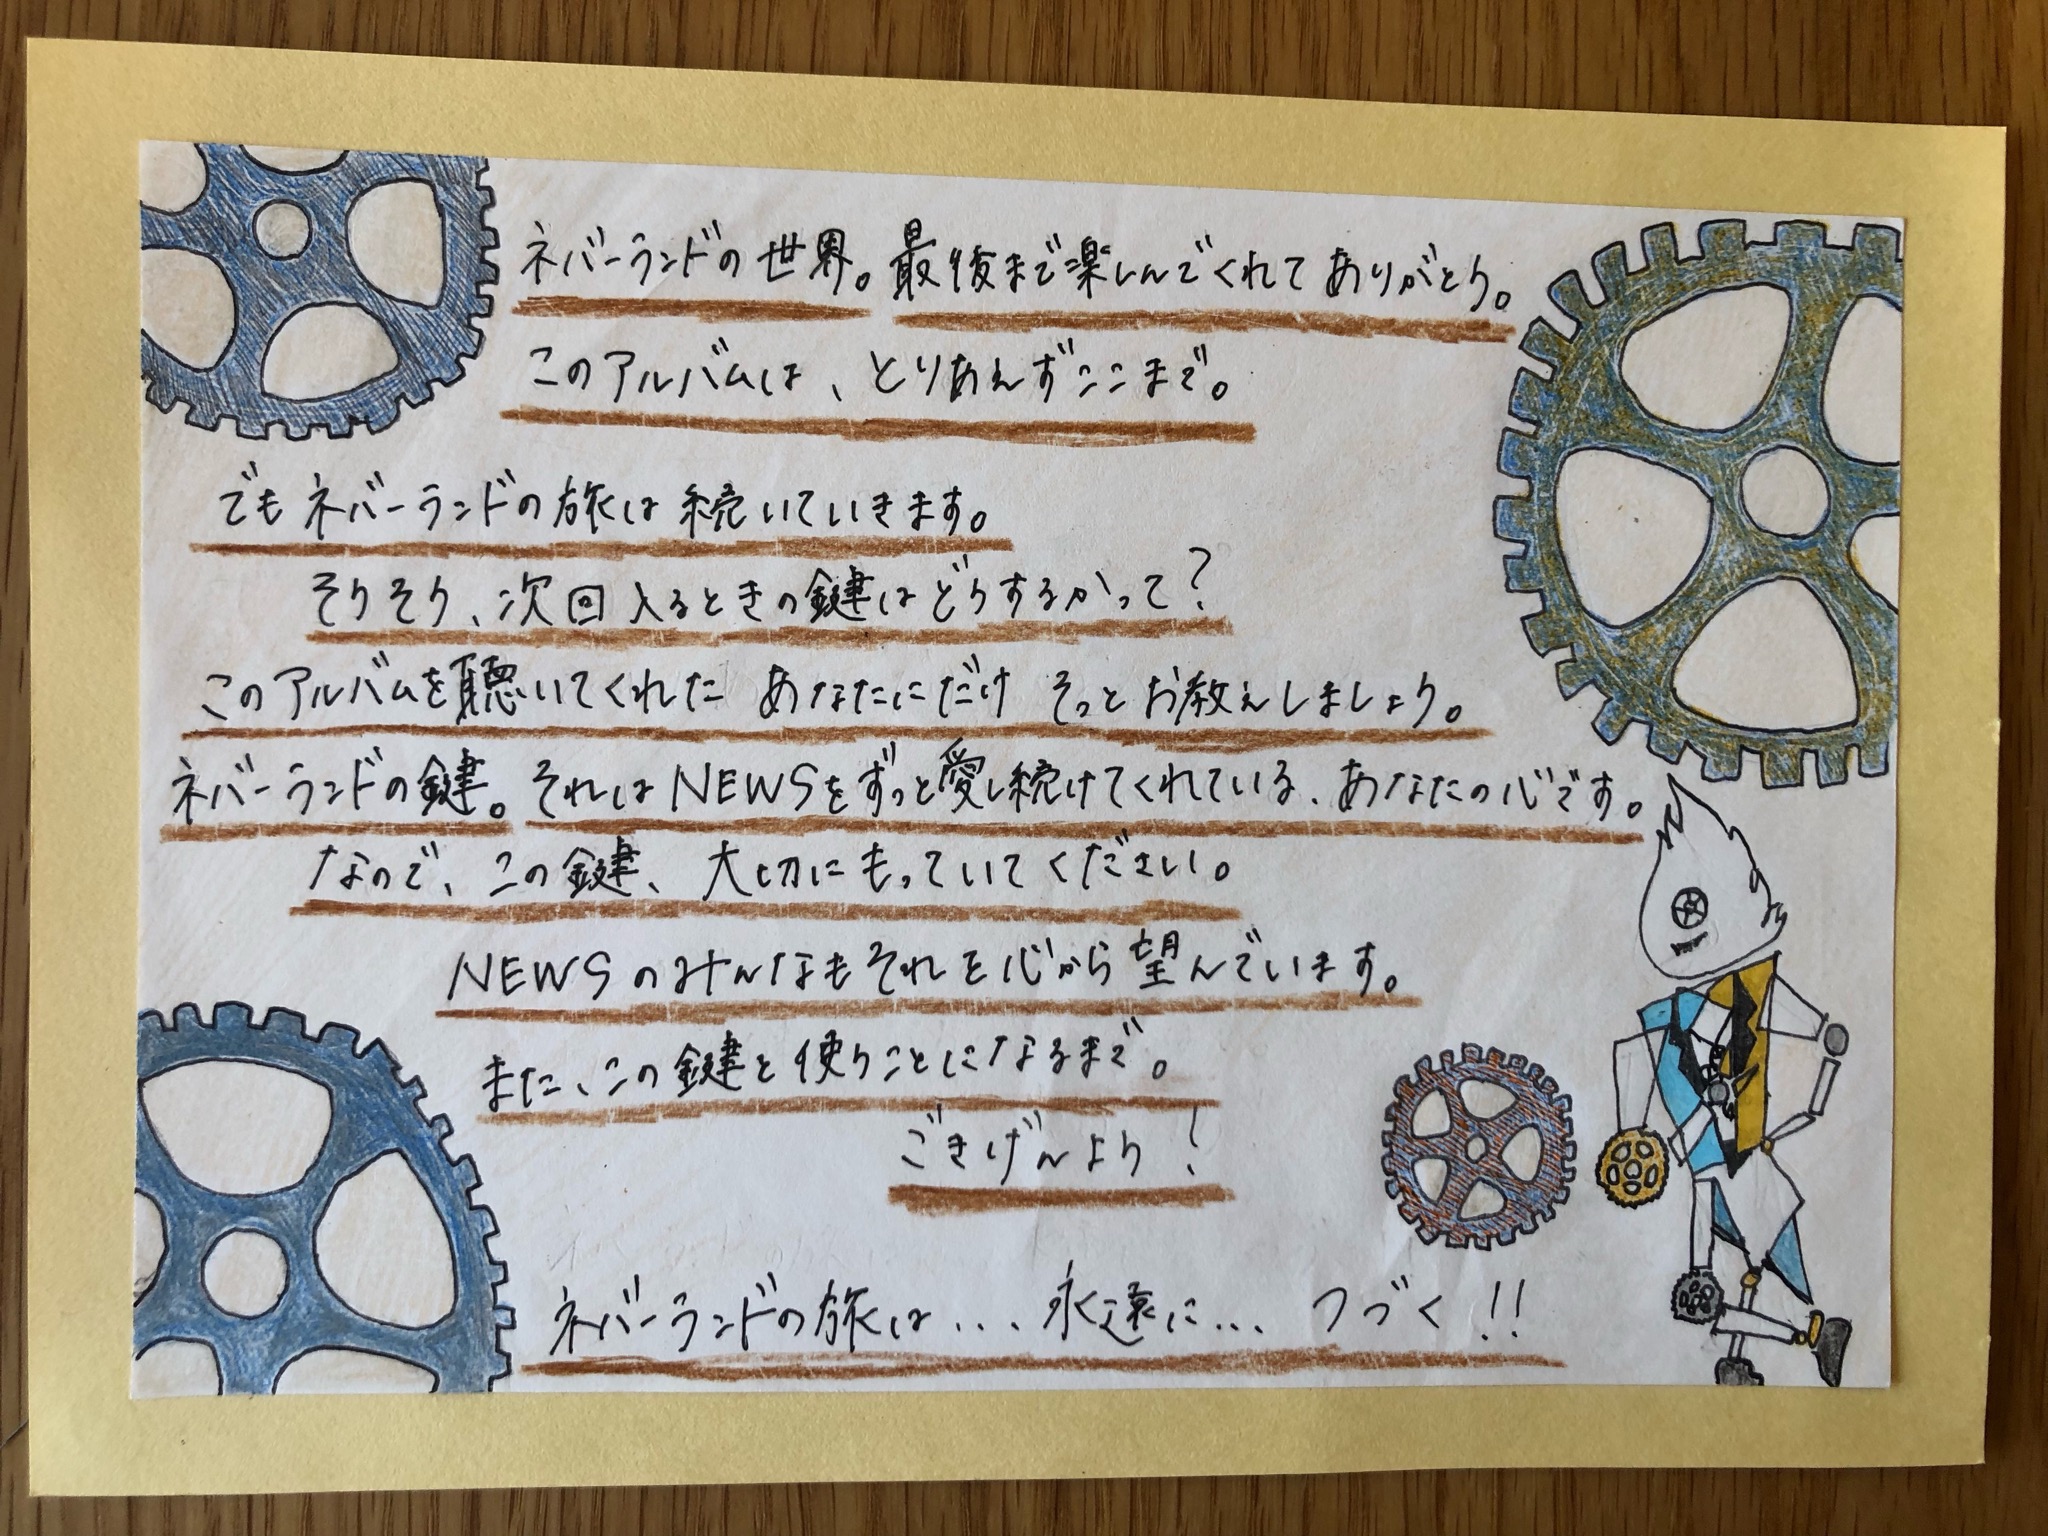 ネバーランドの世界。最後まで楽しんでくれてありがとう。
このアルバムは、とりあえずここまで。
でもネバーランドの旅は続いていきます。
そうそう、次回入るときの鍵はどうするかって?
このアルバムを聴いてくれた あなたにだけ そっとお教えしましょう。
ネバーランドの鍵。それはNEWSをずっと愛し続けてくれている、あなたの心です。
なので、この鍵、大切にもっていてください。
NEWSのみんなもそれを心から望んでいます。
また、この鍵を使うことになるまで。
ごきげんよう!
ネバーランドの旅は... 永遠に... つづく!!